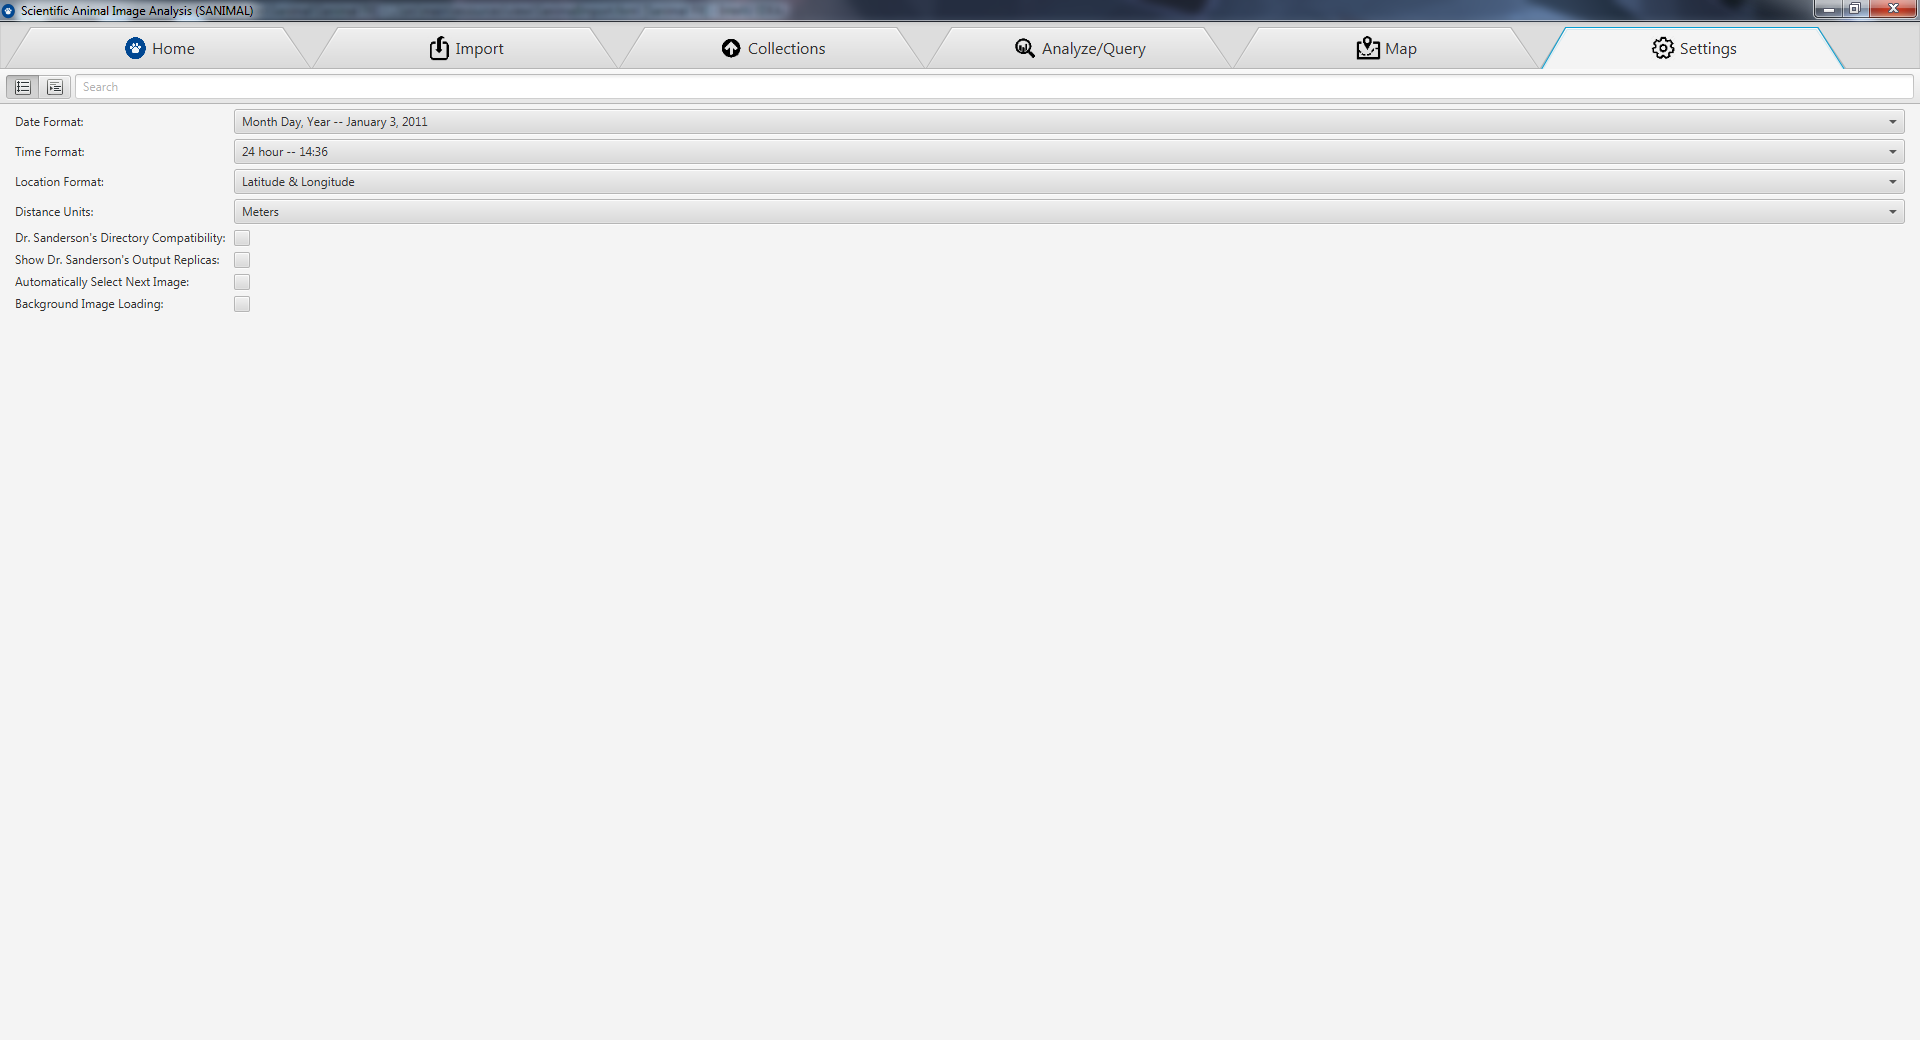 Scientific Animal Image Analysis (SANIMAL)
Home Import Collections Analyze/Query Map Settings
Search
Date Format: Month Day, Year -- January 3, 2011
Time Format: 24 hour -- 14:36
Location Format: Latitude & Longitude
Distance Units: Meters
Dr. Sanderson's Directory Compatibility:
Show Dr. Sanderson's Output Replicas:
Automatically Select Next Image:
Background Image Loading: